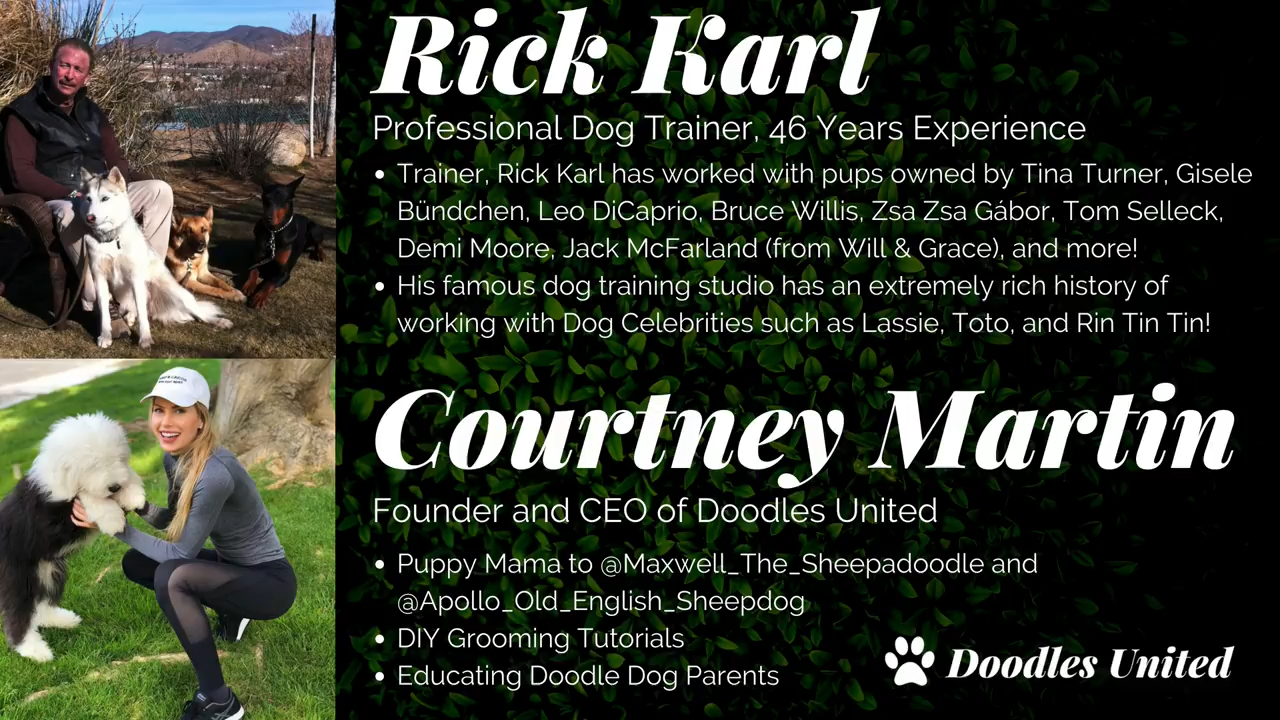 Rick Karl
Professional Dog Trainer, 46 Years Experience
• Trainer, Rick Karl has worked with pups owned by Tina Turner, Gisele
Bündchen, Leo DiCaprio, Bruce Willis, Zsa Zsa Gábor, Tom Selleck,
Demi Moore, Jack McFarland (from Will & Grace), and more!
• His famous dog training studio has an extremely rich history of
working with Dog Celebrities such as Lassie, Toto, and Rin Tin Tin!
Courtney Martin
Founder and CEO of Doodles United
• Puppy Mama to @Maxwell_The_Sheepadoodle and
@Apollo_Old_English_Sheepdog
• DIY Grooming Tutorials
• Educating Doodle Dog Parents
Doodles United